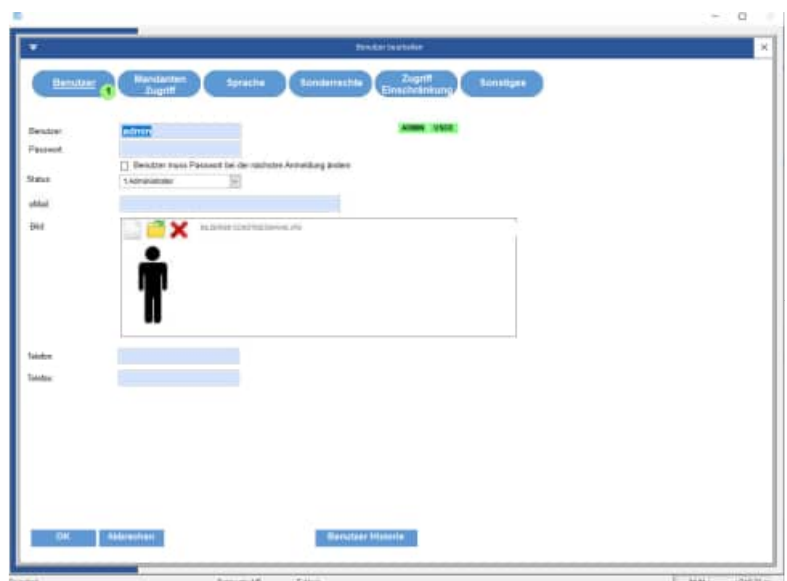 Benutzer bearbeiten
Benutzer
1
Mandanten
Zugriff
Sprache
Sonderrechte
Zugriff
Einschränkung
Sonstiges
Benutzer
admin
ADMIN
Passwort
Benutzer muss Passwort bei der nächsten Anmeldung ändern
Status
1 Administrator
eMail
Bild
Telefon
Telefax
OK
Abbrechen
Benutzer Historie